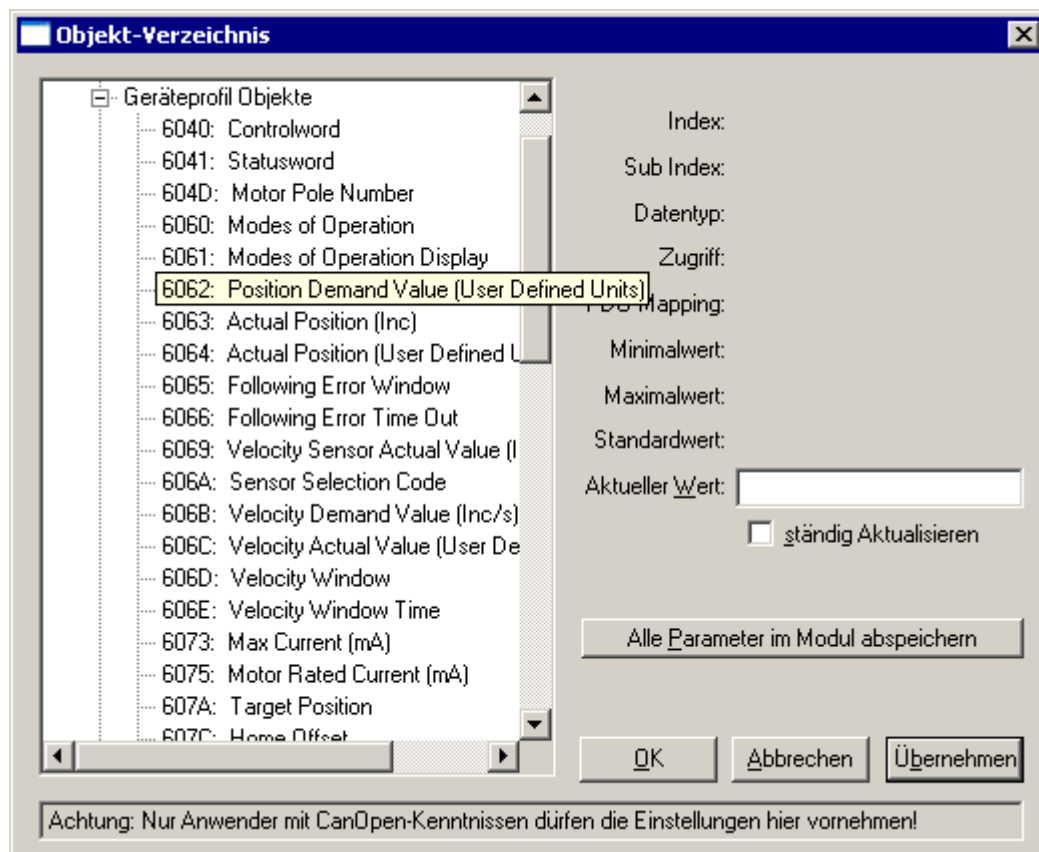 Objekt-Verzeichnis
Geräteprofil Objekte
6040: Controlword
6041: Statusword
604D: Motor Pole Number
6060: Modes of Operation
6061: Modes of Operation Display
6062: Position Demand Value (User Defined Units)
6063: Actual Position (Inc)
6064: Actual Position (User Defined U
6065: Following Error Window
6066: Following Error Time Out
6069: Velocity Sensor Actual Value (I
606A: Sensor Selection Code
606B: Velocity Demand Value (Inc/s)
606C: Velocity Actual Value (User De
606D: Velocity Window
606E: Velocity Window Time
6073: Max Current (mA)
6075: Motor Rated Current (mA)
607A: Target Position
607C: Home Offset
Index:
Sub Index:
Datentyp:
Zugriff:
Mapping:
Minimalwert:
Maximalwert:
Standardwert:
Aktueller Wert:
ständig Aktualisieren
Alle Parameter im Modul abspeichern
OK
Abbrechen
Übernehmen
Achtung: Nur Anwender mit CanOpen-Kenntnissen dürfen die Einstellungen hier vornehmen!